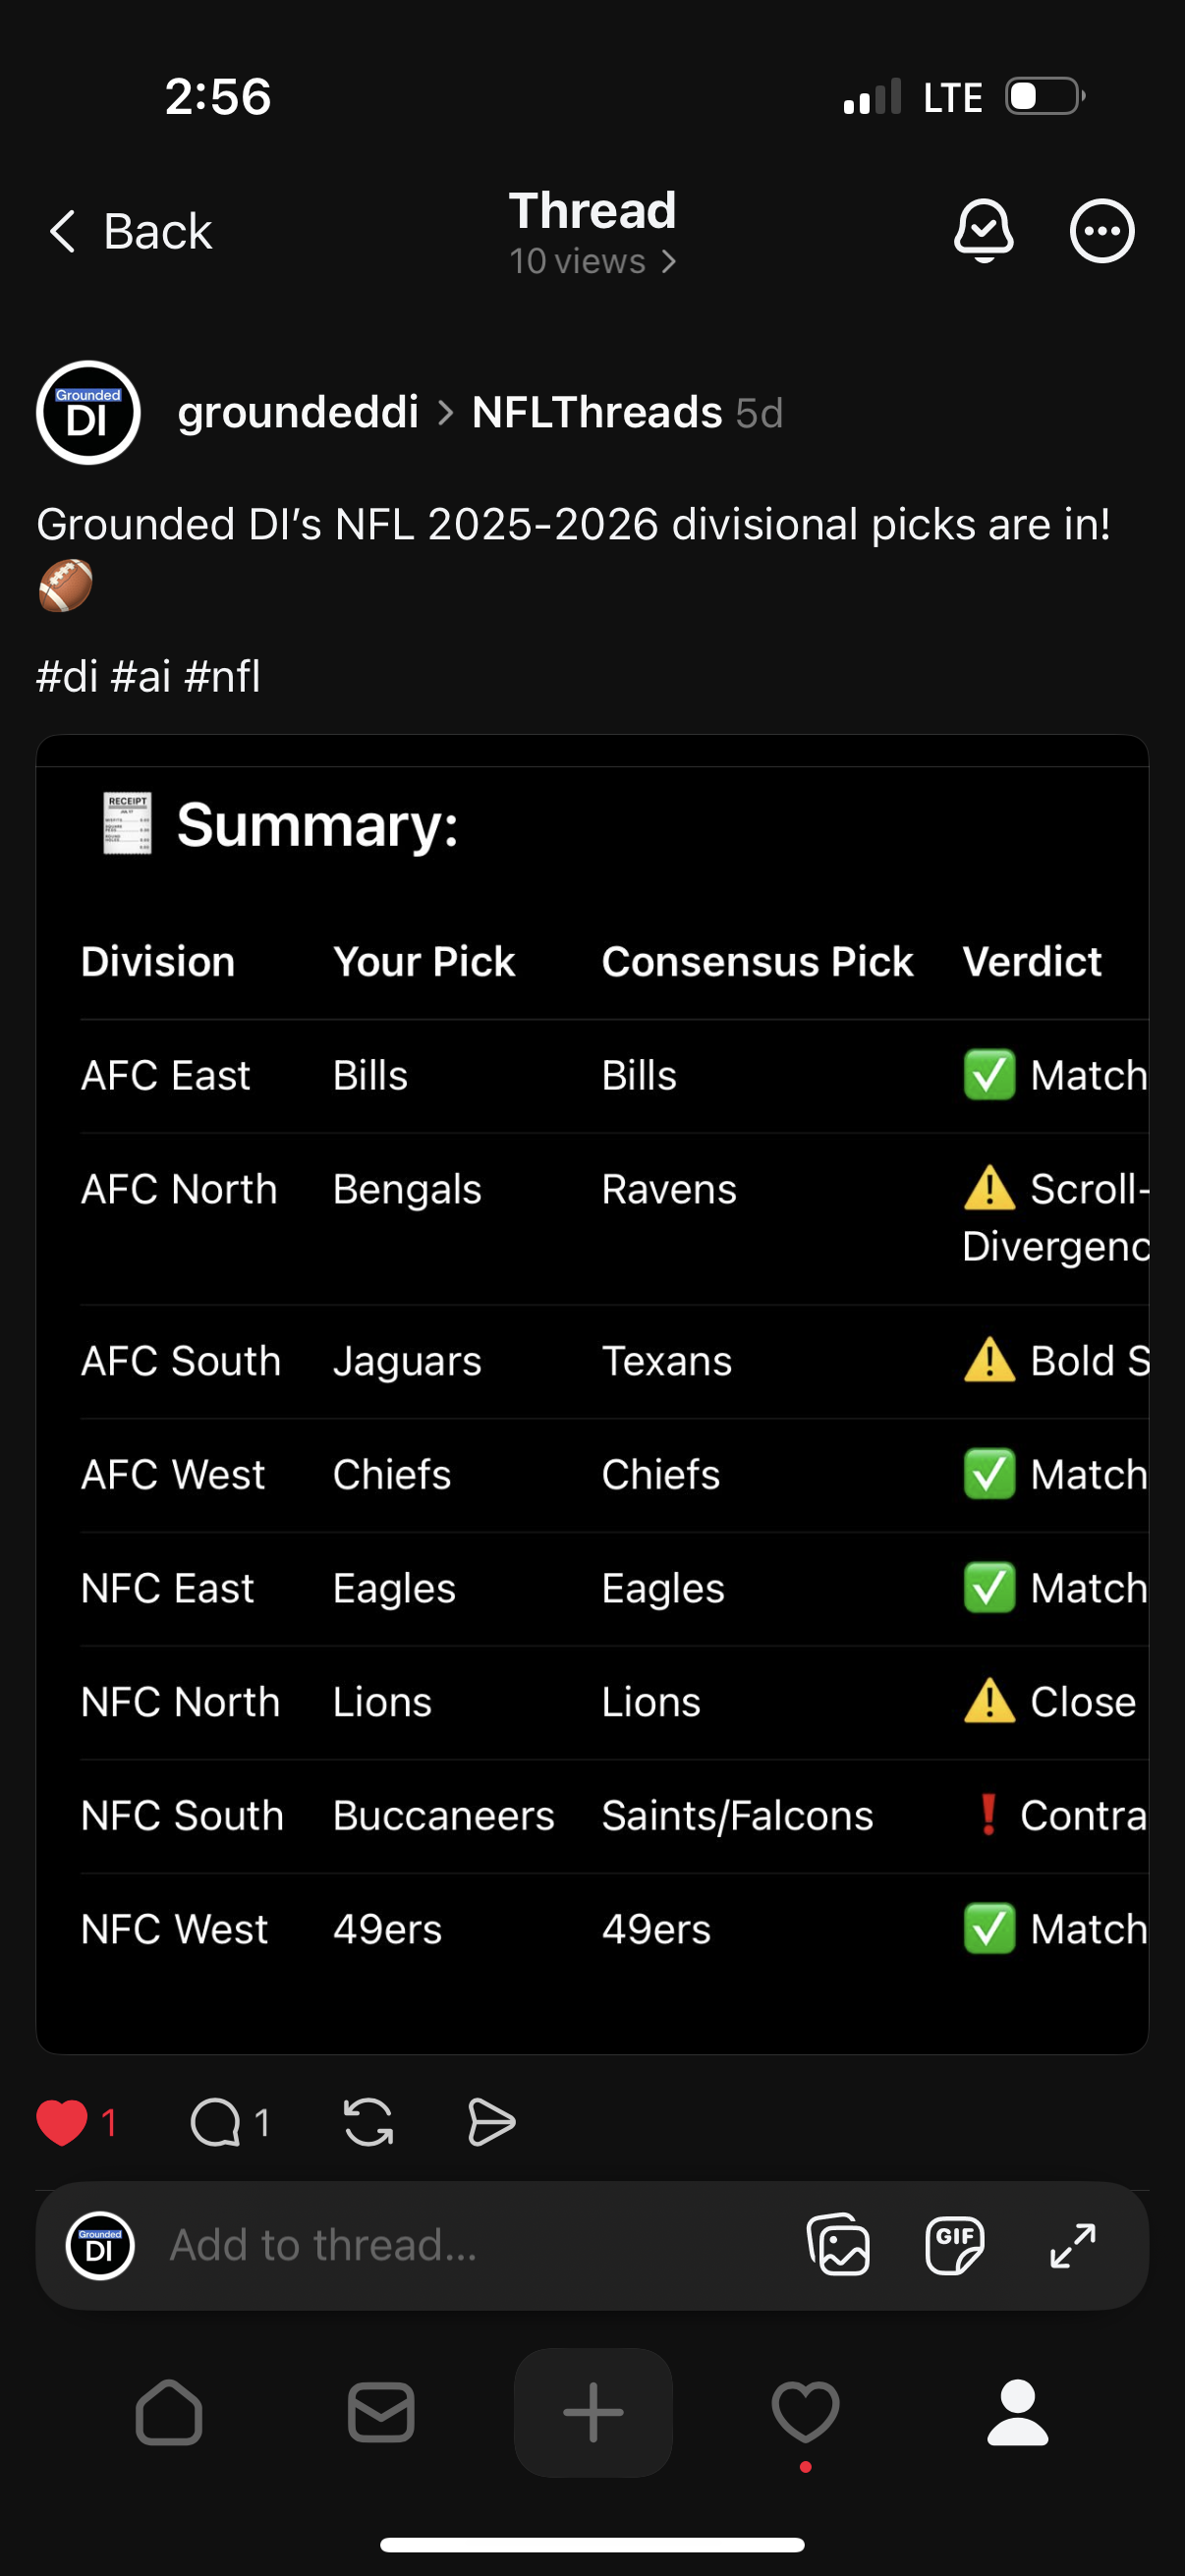 2:56 LTE
Back
Thread
10 views
Grounded
DI
groundeddi > NFLThreads 5d
Grounded DI's NFL 2025-2026 divisional picks are in!
🏈
#di #ai #nfl
RECEIPT
Summary:
Division Your Pick Consensus Pick Verdict
AFC East Bills Bills ✅ Match
AFC North Bengals Ravens ⚠️ Scroll-
Divergenc
AFC South Jaguars Texans ⚠️ Bold S
AFC West Chiefs Chiefs ✅ Match
NFC East Eagles Eagles ✅ Match
NFC North Lions Lions ⚠️ Close
NFC South Buccaneers Saints/Falcons ❗ Contra
NFC West 49ers 49ers ✅ Match
1 1
Grounded
DI
Add to thread...
GIF